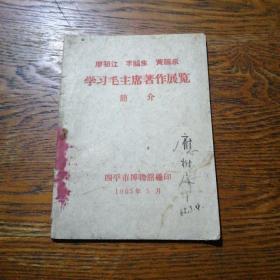 廖初江 丰福生 黄祖示
学习毛主席著作展览
简介
四平市博物馆编印
1965年5月